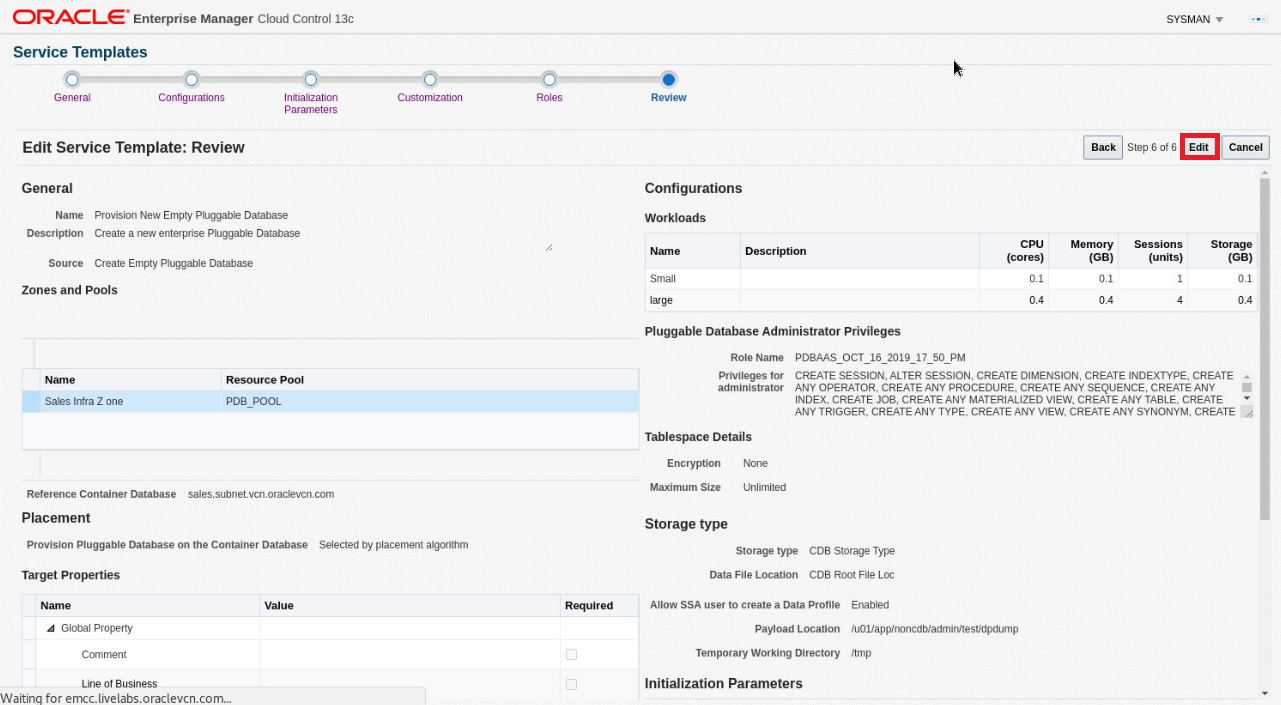 ORACLE Enterprise Manager Cloud Control 13c
SYSMAN
Service Templates
General
Configurations
Initialization
Parameters
Customization
Roles
Review
Edit Service Template: Review
Back Step 6 of 6 Edit Cancel
General
Name Provision New Empty Pluggable Database
Description Create a new enterprise Pluggable Database
Source Create Empty Pluggable Database
Zones and Pools
Name Resource Pool
Sales Infra Z one PDB_POOL
Reference Container Database sales.subnet.vcn.oraclevcn.com
Placement
Provision Pluggable Database on the Container Database Selected by placement algorithm
Target Properties
Name Value Required
Global Property
Comment
Line of Business
Configurations
Workloads
Name Description CPU (cores) Memory (GB) Sessions (units) Storage (GB)
Small 0.1 0.1 1 0.1
large 0.4 0.4 4 0.4
Pluggable Database Administrator Privileges
Role Name PDBAAS_OCT_16_2019_17_50_PM
Privileges for administrator
CREATE SESSION, ALTER SESSION, CREATE DIMENSION, CREATE INDEXTYPE, CREATE
ANY OPERATOR, CREATE ANY PROCEDURE, CREATE ANY SEQUENCE, CREATE ANY
INDEX, CREATE JOB, CREATE ANY MATERIALIZED VIEW, CREATE ANY TABLE, CREATE
ANY TRIGGER, CREATE ANY TYPE, CREATE ANY VIEW, CREATE ANY SYNONYM, CREATE
Tablespace Details
Encryption None
Maximum Size Unlimited
Storage type
Storage type CDB Storage Type
Data File Location CDB Root File Loc
Allow SSA user to create a Data Profile Enabled
Payload Location /u01/app/noncdb/admin/test/dpdump
Temporary Working Directory /tmp
Initialization Parameters
Waiting for emcc.livelabs.oraclevcn.com...